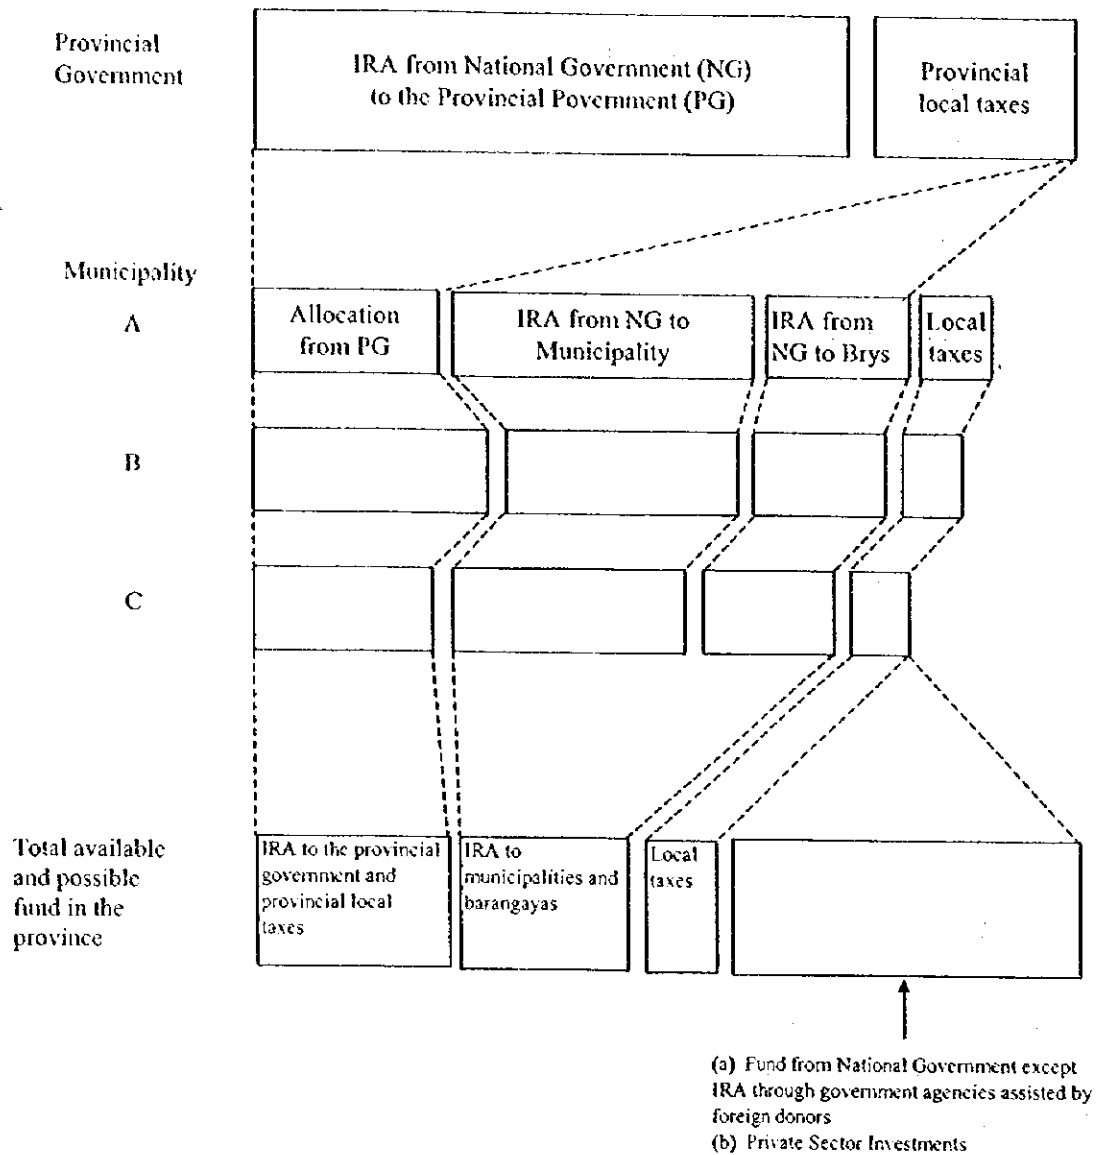 Provincial
Government
IRA from National Government (NG)
to the Provincial Povernment (PG)
Provincial
local taxes
Municipality
A
Allocation
from PG
IRA from NG to
Municipality
IRA from
NG to Brys
Local
taxes
B
C
Total available
and possible
fund in the
province
IRA to the provincial
government and
provincial local
taxes
IRA to
municipalities and
barangayas
Local
taxes
(a) Fund from National Government except
IRA through government agencies assisted by
foreign donors
(b) Private Sector Investments